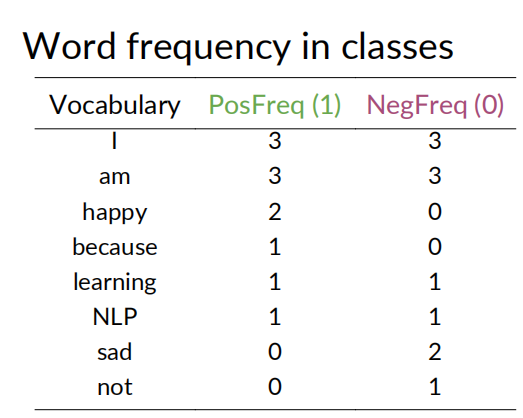 Word frequency in classes
Vocabulary PosFreq (1) NegFreq (0)
I 3 3
am 3 3
happy 2 0
because 1 0
learning 1 1
NLP 1 1
sad 0 2
not 0 1